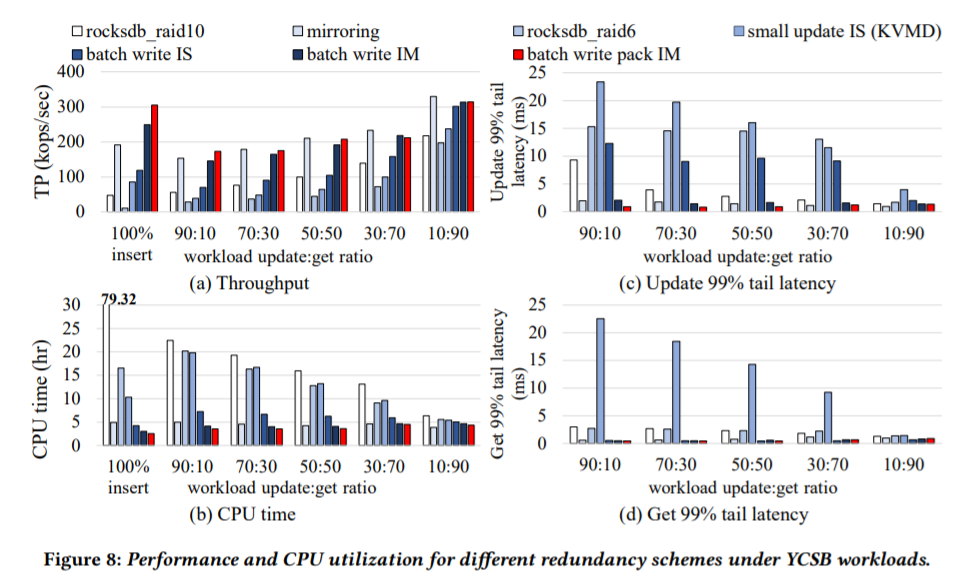 rocksdb_raid10
mirroring
rocksdb_raid6
small update IS (KVMD)
batch write IS
batch write IM
batch write pack IM
TP (kops/sec)
400
300
200
100
0
100%
insert
90:10
70:30
50:50
30:70
10:90
workload update:get ratio
(a) Throughput
Update 99% tail
latency (ms)
25
20
15
10
5
0
90:10
70:30
50:50
30:70
10:90
workload update:get ratio
(c) Update 99% tail latency
CPU time (hr)
79.32
30
25
20
15
10
5
0
100%
insert
90:10
70:30
50:50
30:70
10:90
workload update:get ratio
(b) CPU time
Get 99% tail latency
(ms)
25
20
15
10
5
0
90:10
70:30
50:50
30:70
10:90
workload update:get ratio
(d) Get 99% tail latency
Figure 8: Performance and CPU utilization for different redundancy schemes under YCSB workloads.